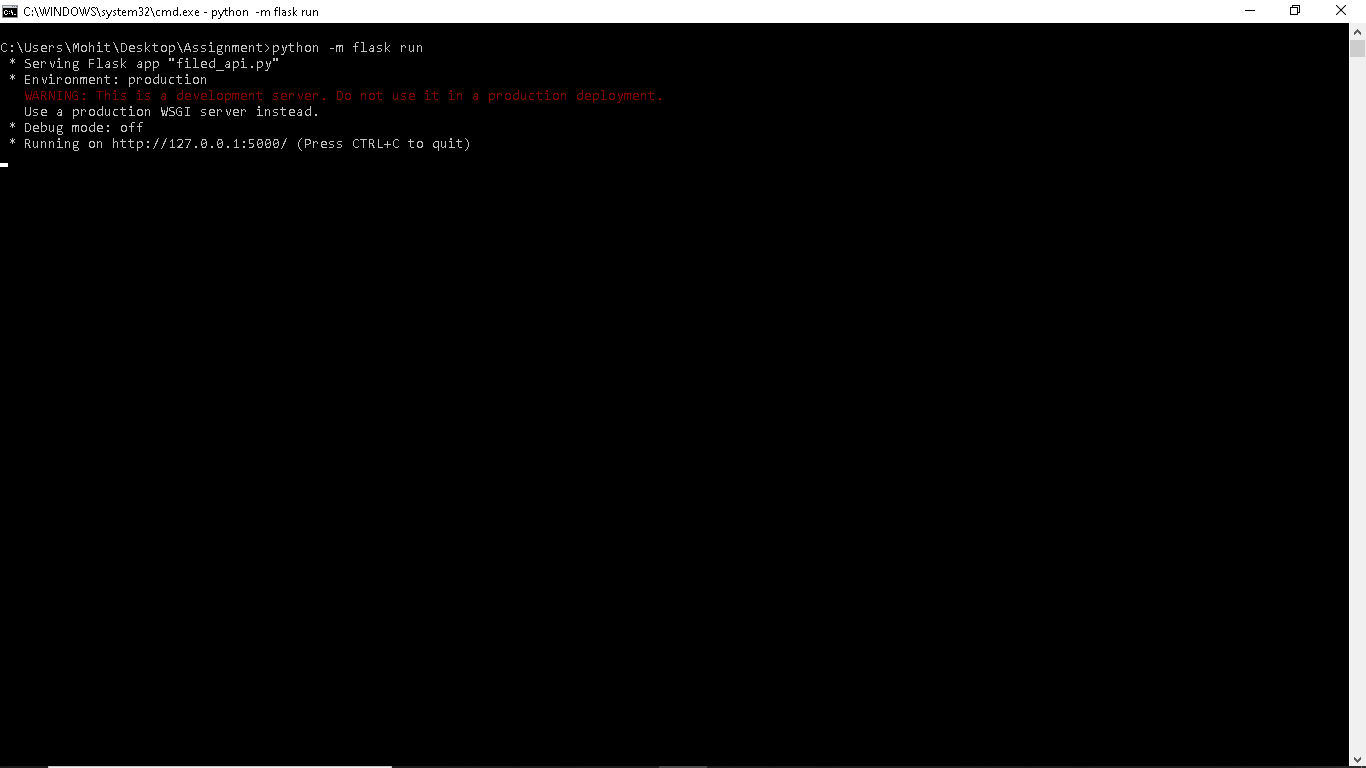 C:\WINDOWS\system32\cmd.exe - python  -m flask run
C:\Users\Mohit\Desktop\Assignment>python -m flask run
 * Serving Flask app "filed_api.py"
 * Environment: production
   WARNING: This is a development server. Do not use it in a production deployment.
   Use a production WSGI server instead.
 * Debug mode: off
 * Running on http://127.0.0.1:5000/ (Press CTRL+C to quit)